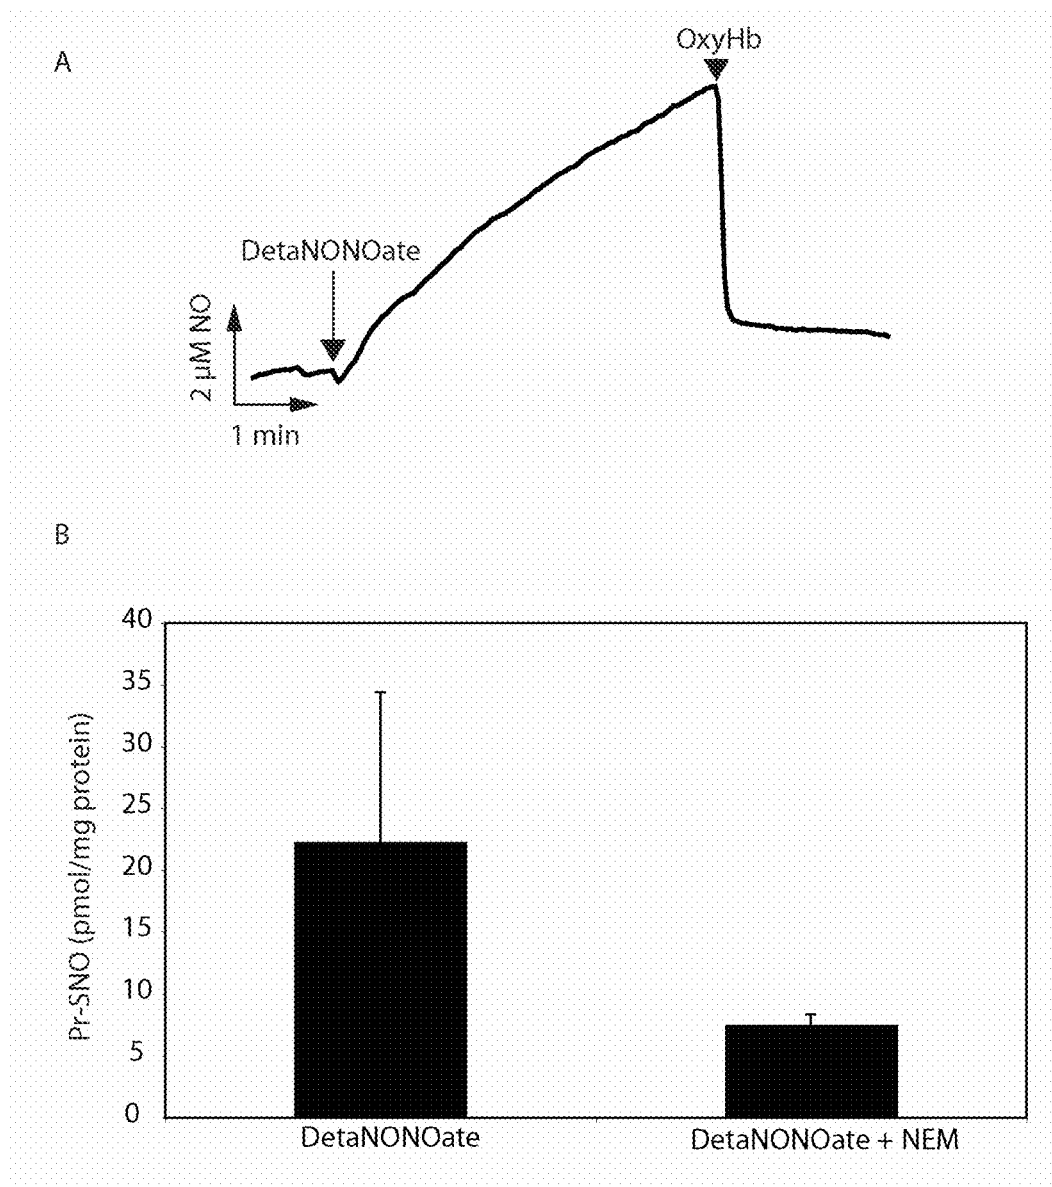 A
OxyHb
DetaNONOate
2 µM NO
1 min
B
40
35
30
25
20
15
10
5
0
Pr-SNO (pmol/mg protein)
DetaNONOate
DetaNONOate + NEM